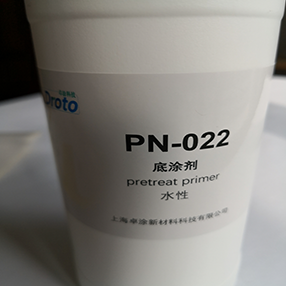 Droto
PN-022
底涂剂
pretreat primer
水性
上海卓涂新材料科技有限公司